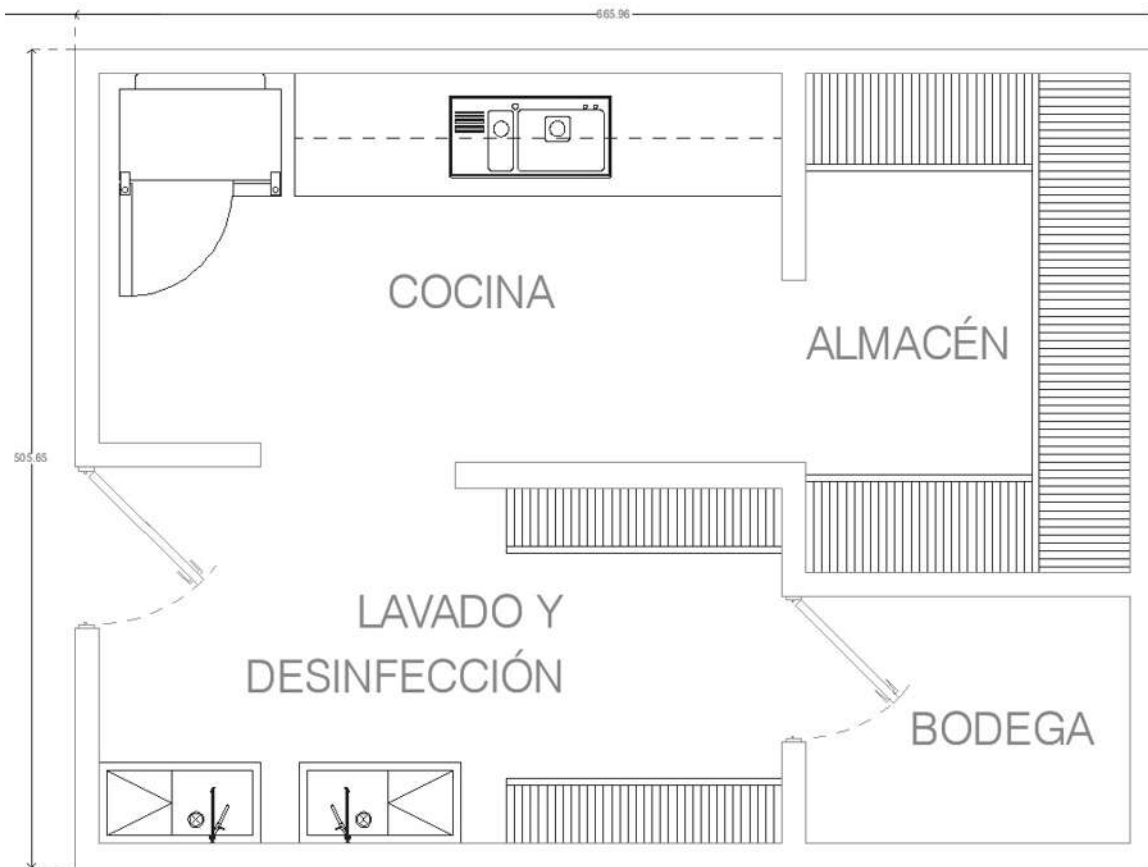 665.96
COCINA
ALMACÉN
505.65
LAVADO Y
DESINFECCIÓN
BODEGA